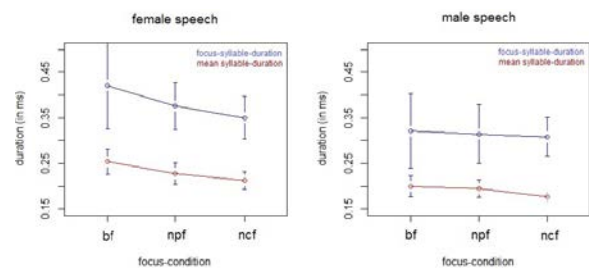 female speech
focus-syllable-duration
mean syllable-duration
duration (in ms)
0.45
0.35
0.25
0.15
bf
npf
ncf
focus-condition
male speech
focus-syllable-duration
mean syllable-duration
duration (in ms)
0.45
0.35
0.25
0.15
bf
npf
ncf
focus-condition